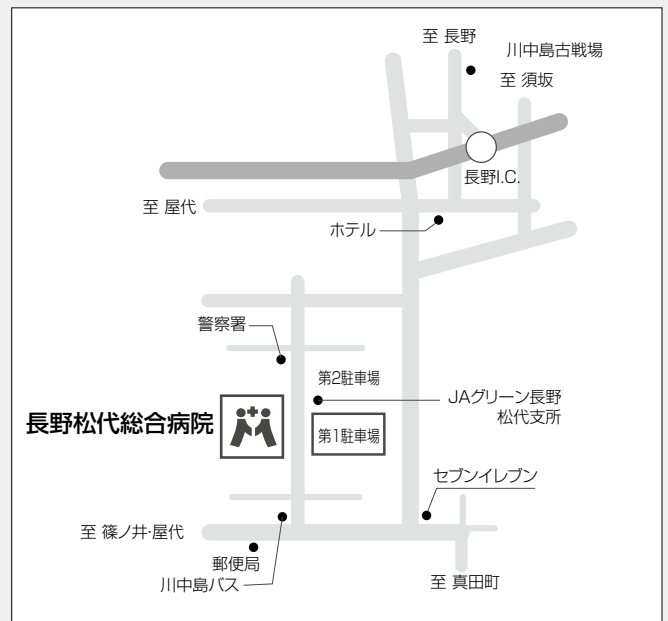 至 長野
川中島古戦場
至 須坂
長野I.C.
至 屋代
ホテル
警察署
第2駐車場
JAグリーン長野
松代支所
長野松代総合病院
第1駐車場
セブンイレブン
至 篠ノ井・屋代
郵便局
川中島バス
至 真田町